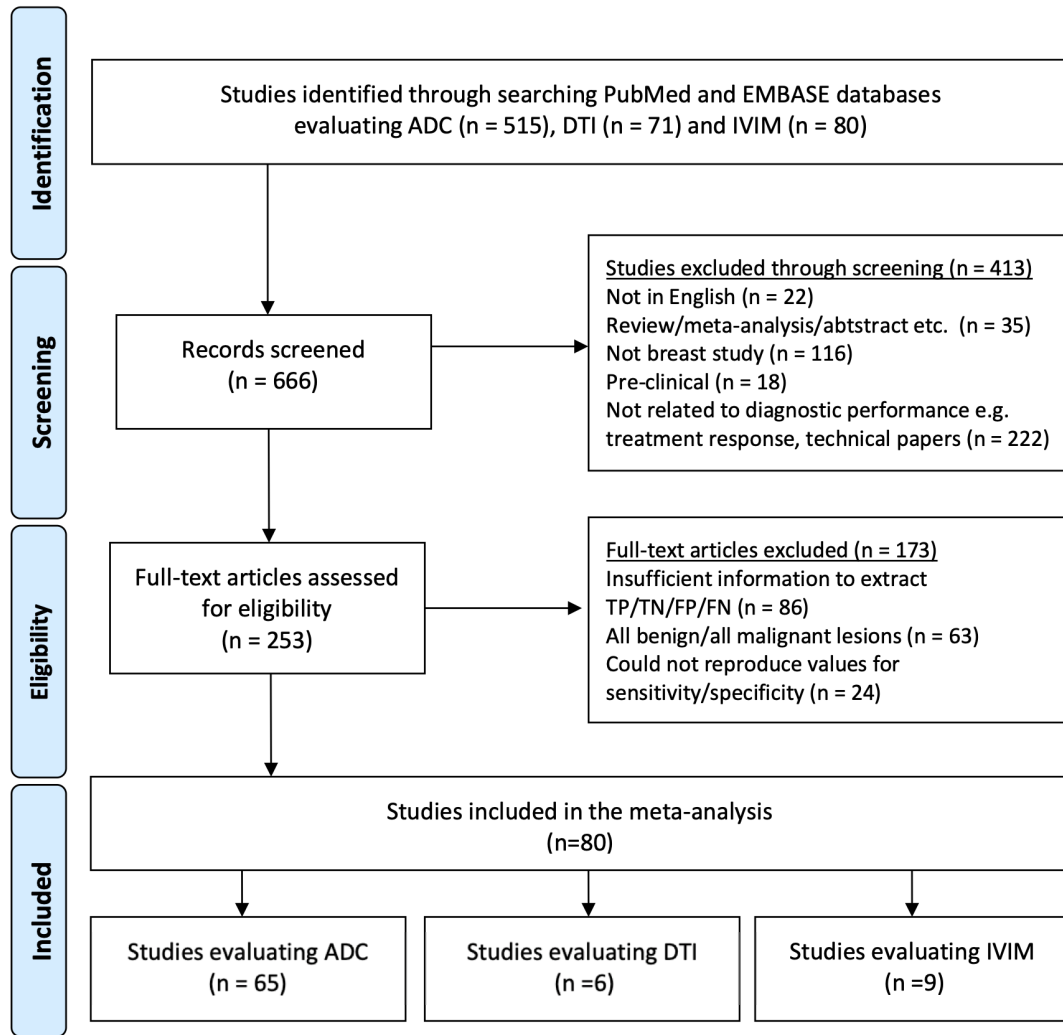 Identification
Studies identified through searching PubMed and EMBASE databases
evaluating ADC (n = 515), DTI (n = 71) and IVIM (n = 80)
Screening
Records screened
(n = 666)
Studies excluded through screening (n = 413)
Not in English (n = 22)
Review/meta-analysis/abtstract etc. (n = 35)
Not breast study (n = 116)
Pre-clinical (n = 18)
Not related to diagnostic performance e.g.
treatment response, technical papers (n = 222)
Eligibility
Full-text articles assessed
for eligibility
(n = 253)
Full-text articles excluded (n = 173)
Insufficient information to extract
TP/TN/FP/FN (n = 86)
All benign/all malignant lesions (n = 63)
Could not reproduce values for
sensitivity/specificity (n = 24)
Included
Studies included in the meta-analysis
(n=80)
Studies evaluating ADC
(n = 65)
Studies evaluating DTI
(n =6)
Studies evaluating IVIM
(n =9)